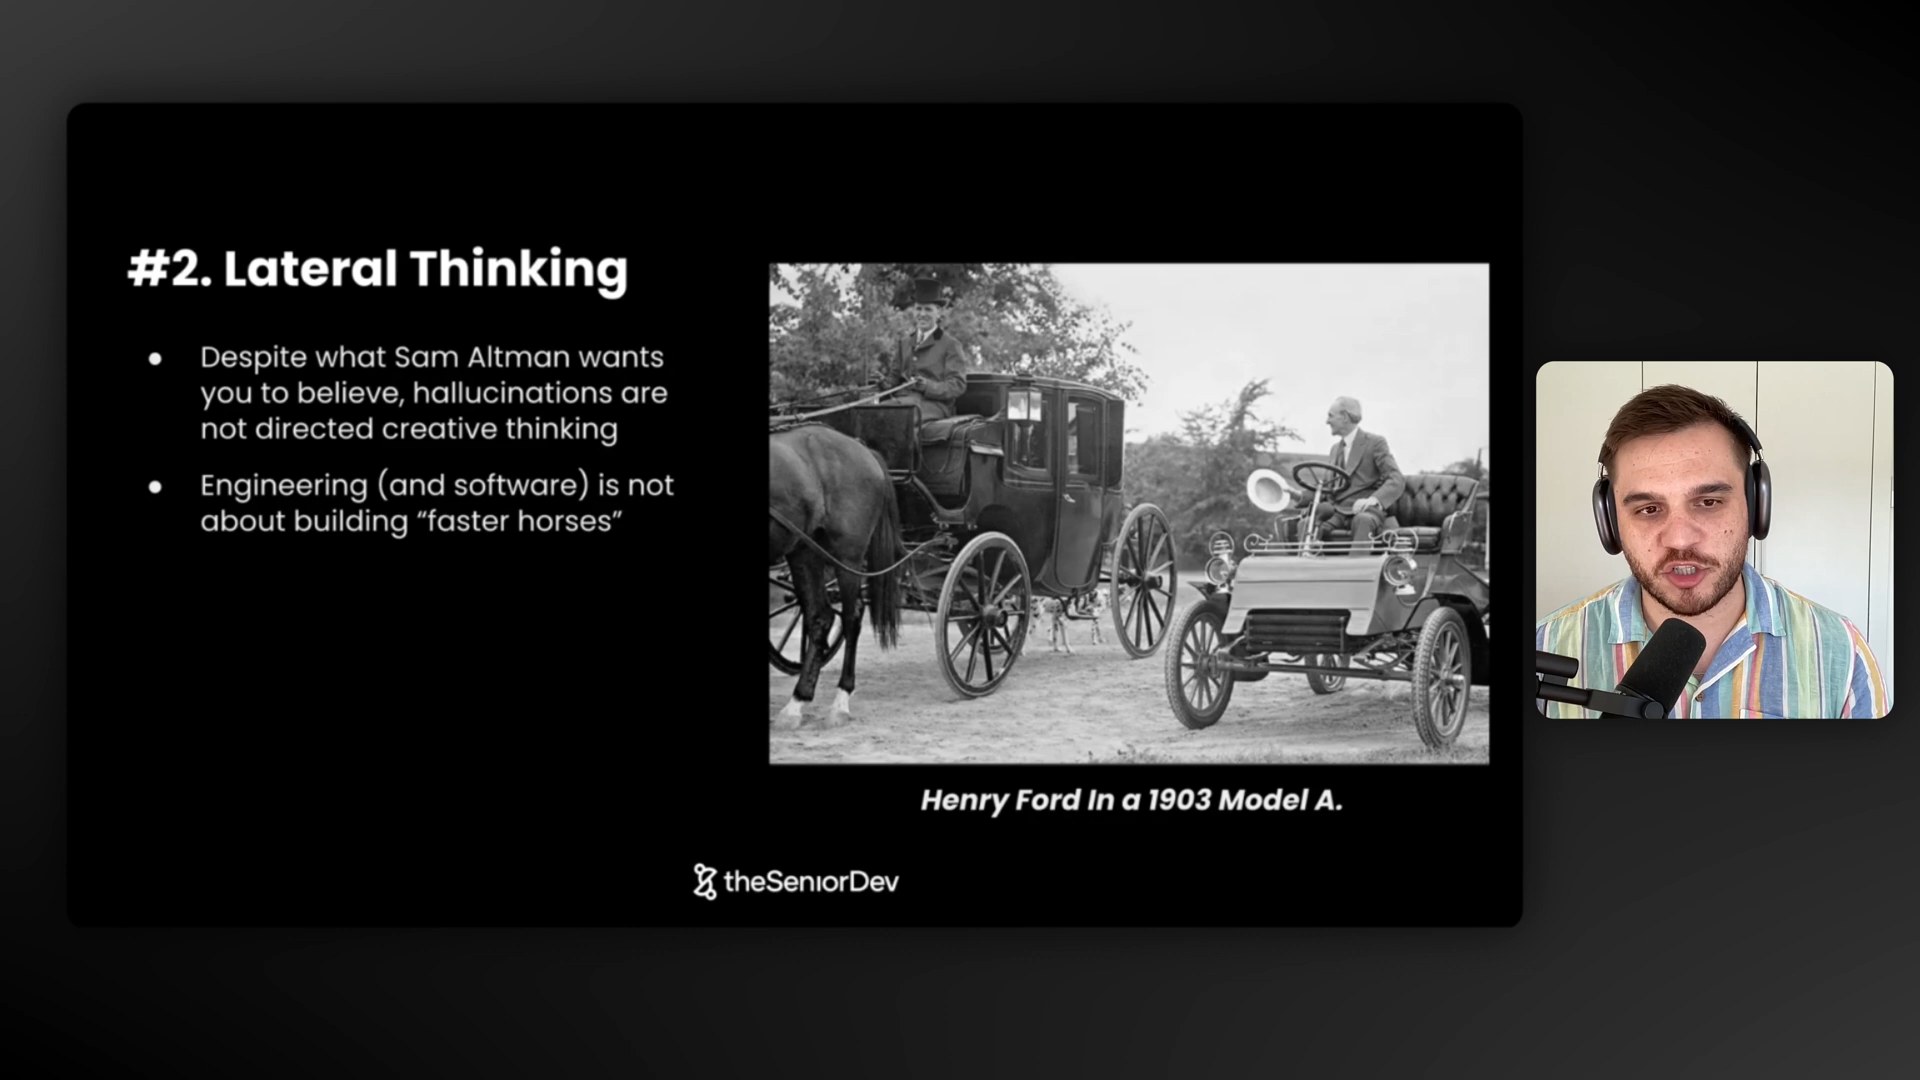 #2. Lateral Thinking
● Despite what Sam Altman wants
you to believe, hallucinations are
not directed creative thinking
● Engineering (and software) is not
about building “faster horses”
Henry Ford In a 1903 Model A.
theSeniorDev